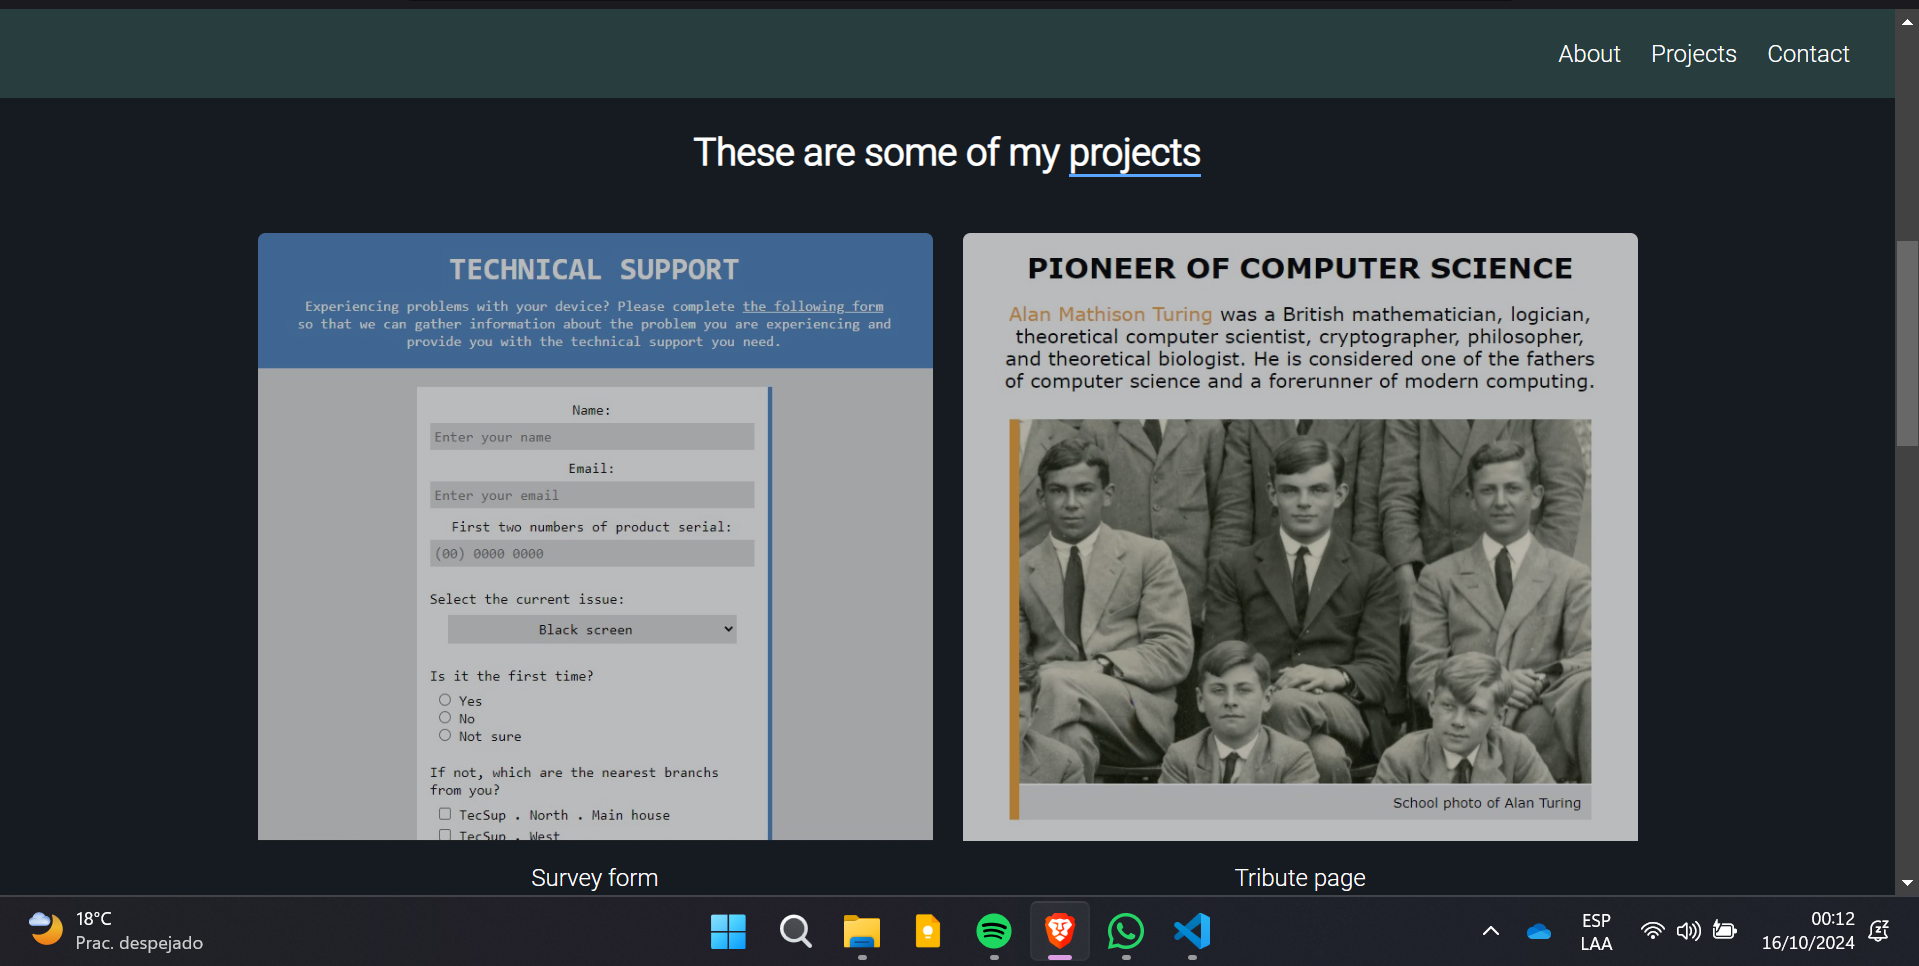 About Projects Contact
These are some of my projects
TECHNICAL SUPPORT
Experiencing problems with your device? Please complete the following form
so that we can gather information about the problem you are experiencing and
provide you with the technical support you need.
Name:
Enter your name
Email:
Enter your email
First two numbers of product serial:
(00) 0000 0000
Select the current issue:
Black screen
Is it the first time?
Yes
No
Not sure
If not, which are the nearest branchs
from you?
TecSup . North . Main house
TecSup . West
Survey form
PIONEER OF COMPUTER SCIENCE
Alan Mathison Turing was a British mathematician, logician,
theoretical computer scientist, cryptographer, philosopher,
and theoretical biologist. He is considered one of the fathers
of computer science and a forerunner of modern computing.
School photo of Alan Turing
Tribute page
18°C
Prac. despejado
ESP
LAA
00:12
16/10/2024